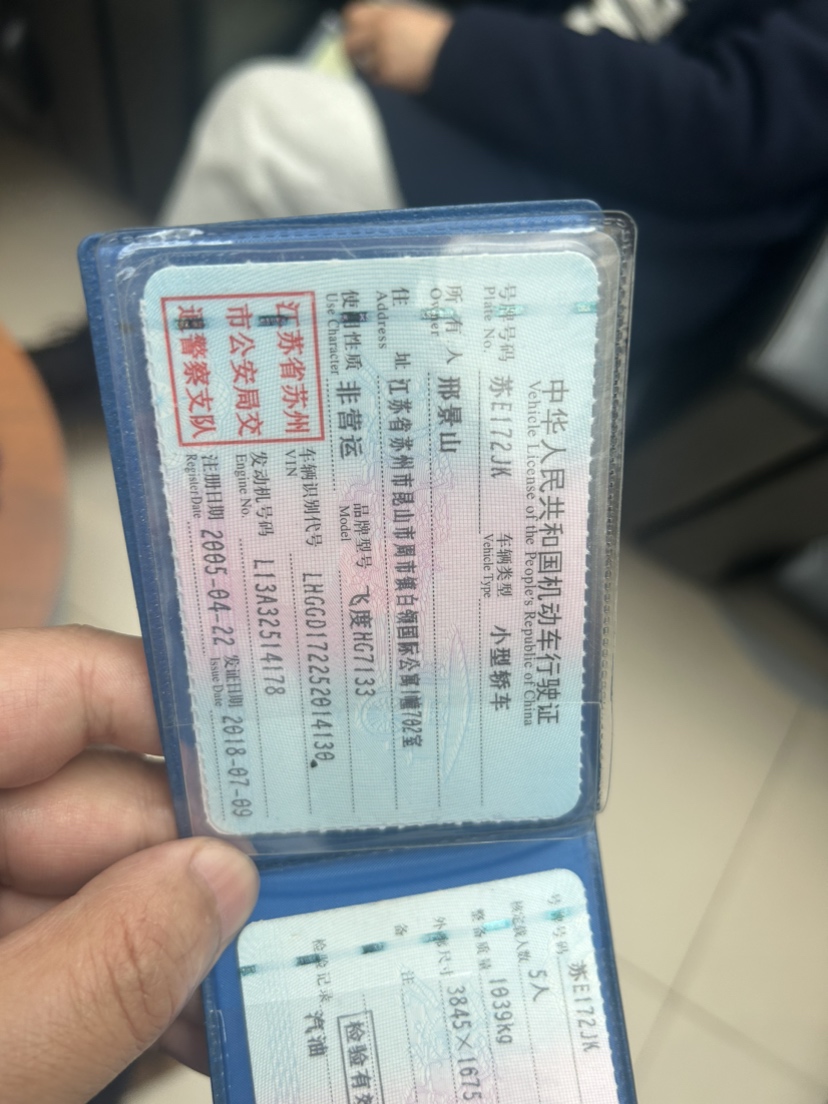 中华人民共和国机动车行驶证
Vehicle License of the People's Republic of China
号牌号码 苏E172JK 车辆类型 小型轿车
Plate No. Vehicle Type
所有人 邢景山
Owner
住 址 江苏省苏州市昆山市周市镇白领国际公寓1幢702室
Address
使用性质 非营运 品牌型号 飞度HG7133
Use Character Model
江苏省苏州
市公安局交
通警察支队
车辆识别代号 LHGGD172252014130
VIN
发动机号码 L13A32514178
Engine No.
注册日期 2005-04-22 发证日期 2018-07-09
Register Date Issue Date
号牌号码 苏E172JK
核定载人数 5人
整备质量 1039kg
外廓尺寸 3845×1675
备 注
检验有效
检验记录 汽油